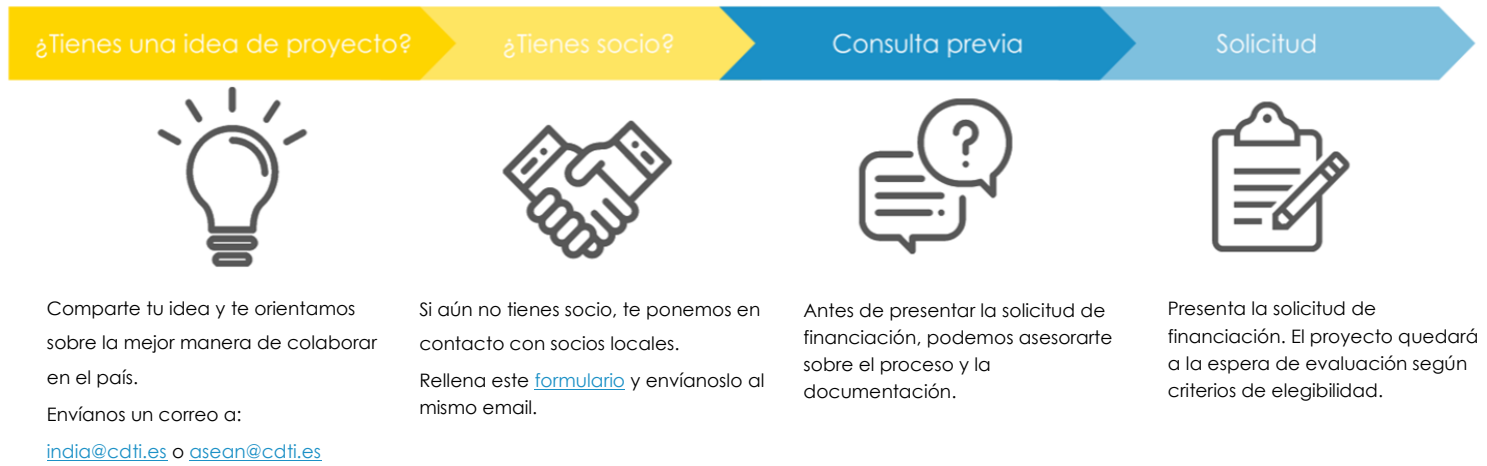 ¿Tienes una idea de proyecto?
¿Tienes socio?
Consulta previa
Solicitud
?
Comparte tu idea y te orientamos
sobre la mejor manera de colaborar
en el país.
Envíanos un correo a:
india@cdti.es o asean@cdti.es
Si aún no tienes socio, te ponemos en
contacto con socios locales.
Rellena este formulario y envíanoslo al
mismo email.
Antes de presentar la solicitud de
financiación, podemos asesorarte
sobre el proceso y la
documentación.
Presenta la solicitud de
financiación. El proyecto quedará
a la espera de evaluación según
criterios de elegibilidad.